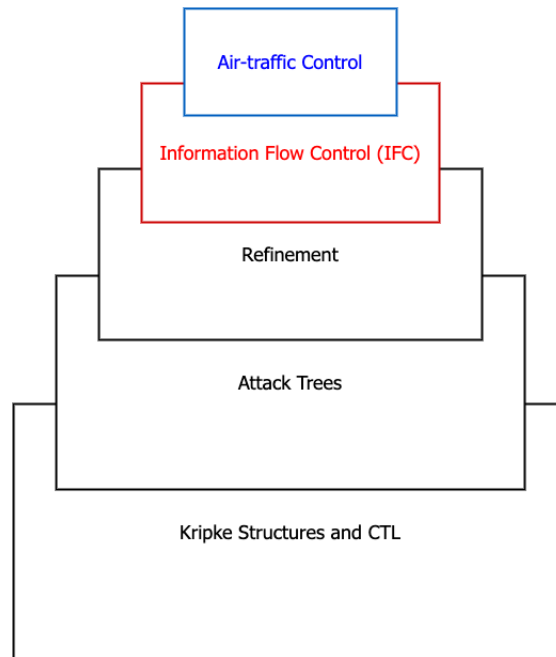 Air-traffic Control
Information Flow Control (IFC)
Refinement
Attack Trees
Kripke Structures and CTL